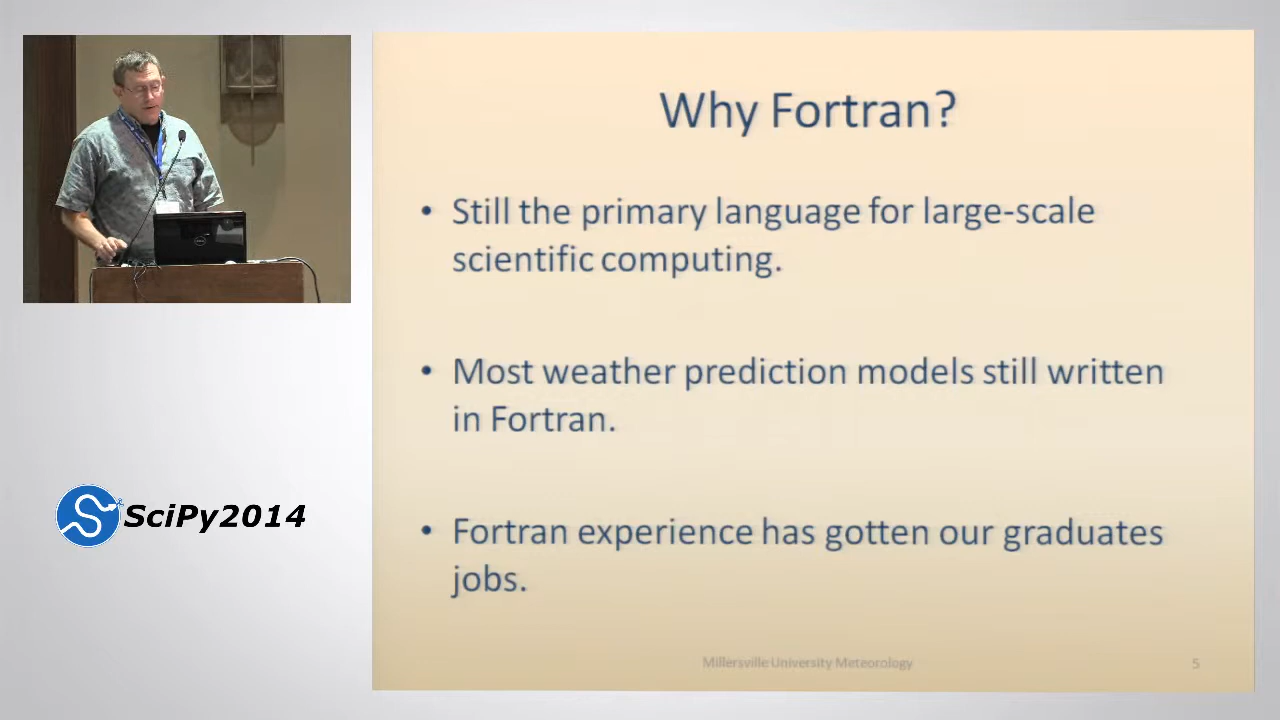 Why Fortran?
• Still the primary language for large-scale
scientific computing.
• Most weather prediction models still written
in Fortran.
• Fortran experience has gotten our graduates
jobs.
SciPy2014
Millersville University Meteorology
5